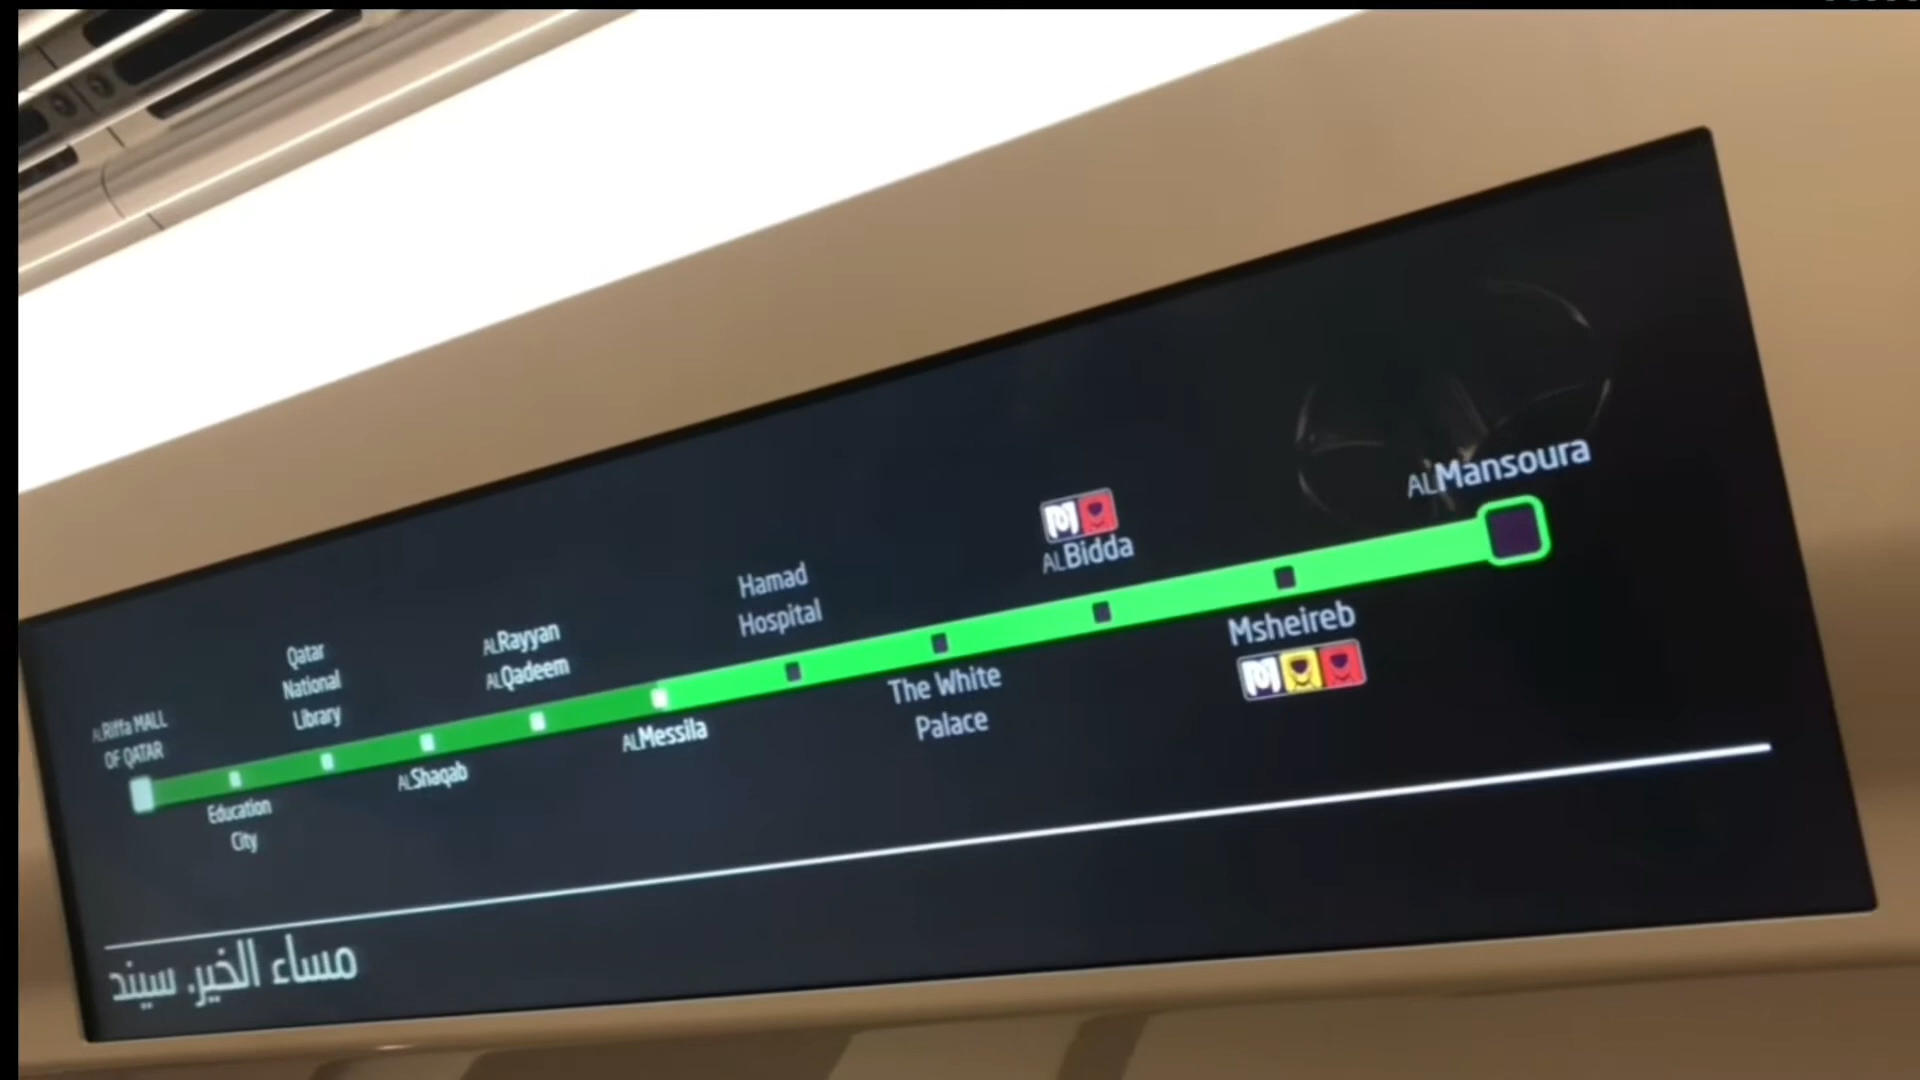 AL Riffa MALL
OF QATAR
Education
City
Qatar
National
Library
AL Shaqab
AL Rayyan
AL Qadeem
AL Messila
Hamad
Hospital
The White
Palace
AL Bidda
Msheireb
AL Mansoura
مساء الخير. سيند